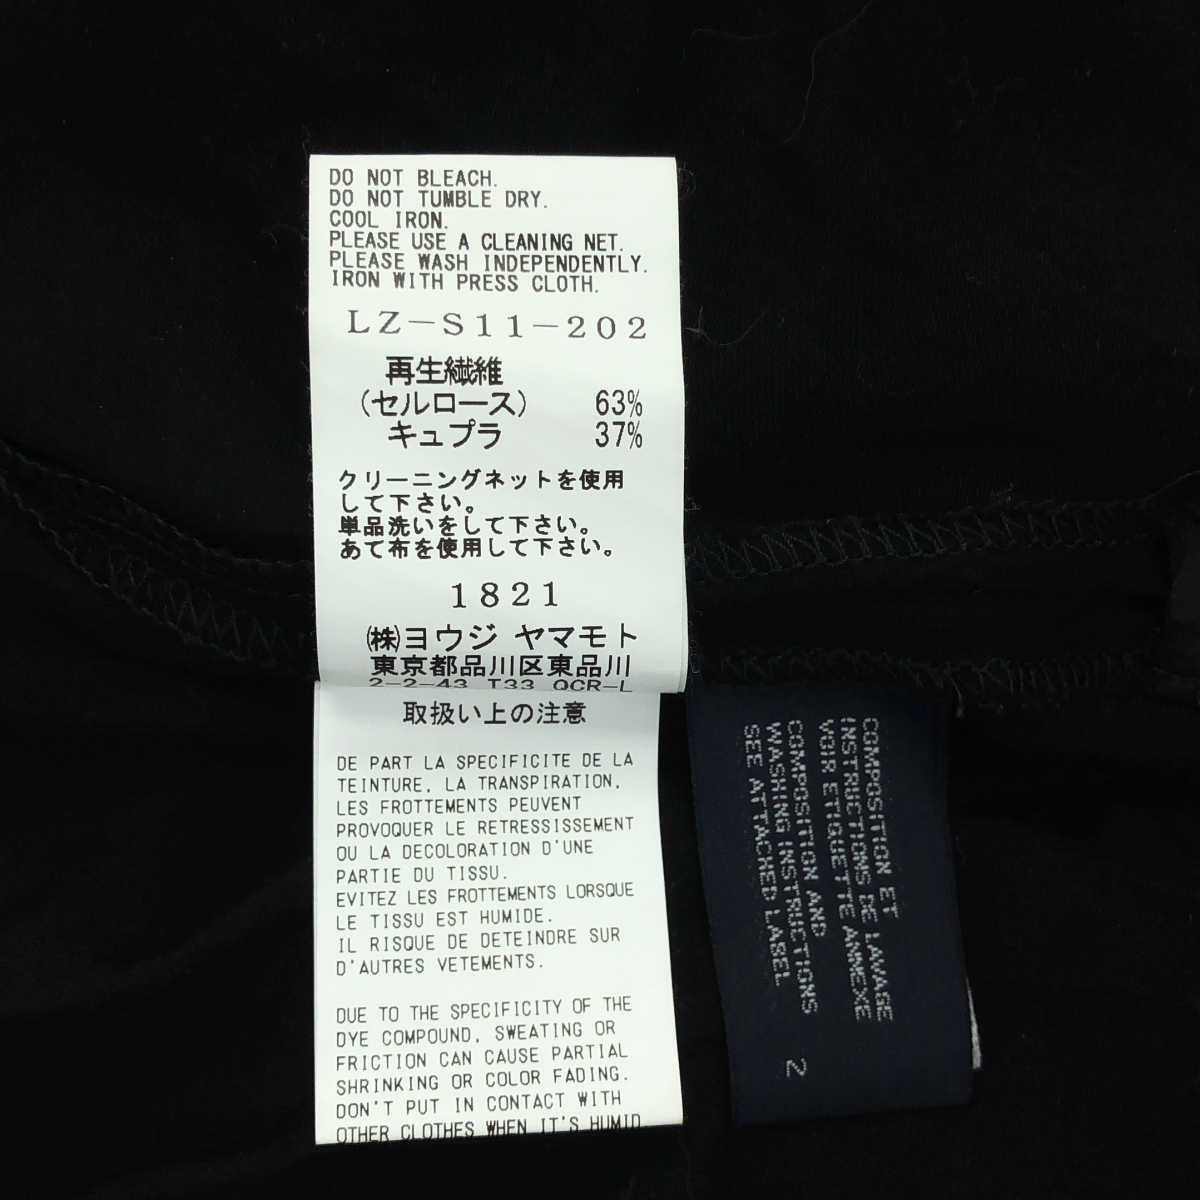 DO NOT BLEACH.
DO NOT TUMBLE DRY.
COOL IRON.
PLEASE USE A CLEANING NET.
PLEASE WASH INDEPENDENTLY.
IRON WITH PRESS CLOTH.
LZ-S11-202
再生繊維
(セルロース) 63%
キュプラ 37%
クリーニングネットを使用
して下さい。
単品洗いをして下さい。
あて布を使用して下さい。
1821
㈱ヨウジ ヤマモト
東京都品川区東品川
2-2-43 T33 QCR-L
取扱い上の注意
DE PART LA SPECIFICITE DE LA
TEINTURE, LA TRANSPIRATION,
LES FROTTEMENTS PEUVENT
PROVOQUER LE RETRESSISSEMENT
OU LA DECOLORATION D'UNE
PARTIE DU TISSU.
EVITEZ LES FROTTEMENTS LORSQUE
LE TISSU EST HUMIDE.
IL RISQUE DE DETEINDRE SUR
D'AUTRES VETEMENTS.
DUE TO THE SPECIFICITY OF THE
DYE COMPOUND, SWEATING OR
FRICTION CAN CAUSE PARTIAL
SHRINKING OR COLOR FADING.
DON'T PUT IN CONTACT WITH
OTHER CLOTHES WHEN IT'S HUMID
COMPOSITION ET
INSTRUCTIONS DE LAVAGE
VOIR ETIQUETTE ANNEXE
COMPOSITION AND
WASHING INSTRUCTIONS
SEE ATTACHED LABEL
2